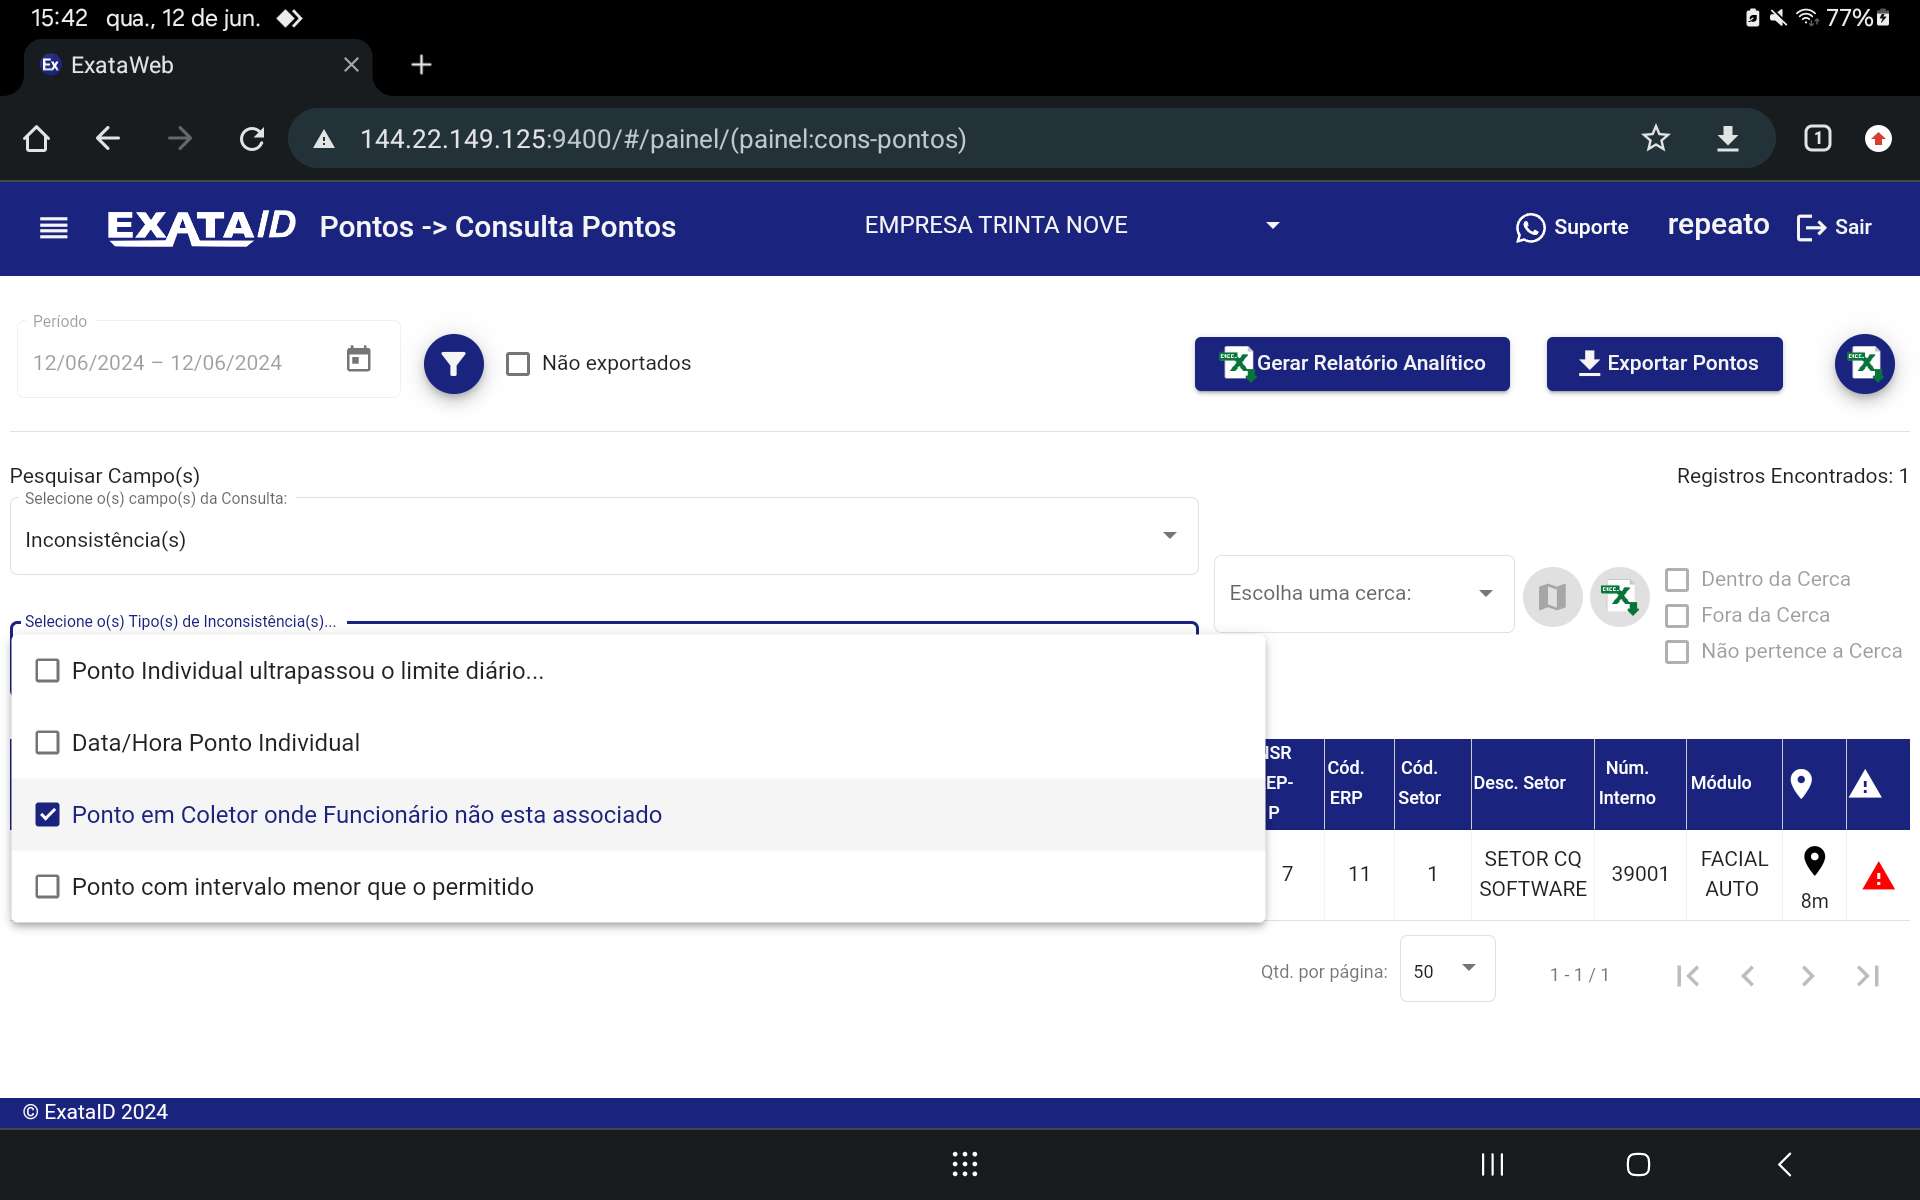 15:42 qua., 12 de jun. 77%
Ex ExataWeb
144.22.149.125:9400/#/painel/(painel:cons-pontos) 1
EXATAID Pontos -> Consulta Pontos EMPRESA TRINTA NOVE Suporte repeato Sair
Período
12/06/2024 – 12/06/2024 Não exportados Gerar Relatório Analítico Exportar Pontos
Pesquisar Campo(s) Registros Encontrados: 1
Selecione o(s) campo(s) da Consulta:
Inconsistência(s)
Escolha uma cerca:
Dentro da Cerca
Fora da Cerca
Não pertence a Cerca
Selecione o(s) Tipo(s) de Inconsistência(s)...
Ponto Individual ultrapassou o limite diário...
Data/Hora Ponto Individual
Ponto em Coletor onde Funcionário não esta associado
Ponto com intervalo menor que o permitido
SR
EP-
P
Cód.
ERP
Cód.
Setor
Desc. Setor
Núm.
Interno
Módulo
7 11 1
SETOR CQ
SOFTWARE
39001
FACIAL
AUTO
8m
Qtd. por página: 50 1 - 1 / 1
© ExataID 2024